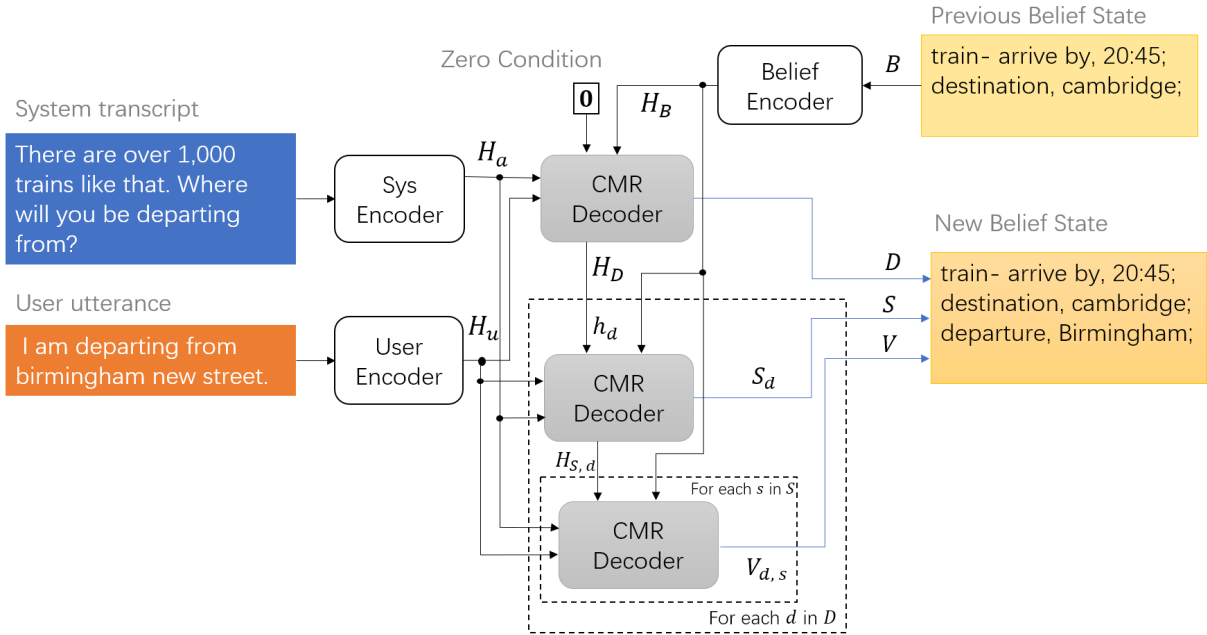 Previous Belief State
Zero Condition
B
train- arrive by, 20:45;
destination, cambridge;
Belief
Encoder
H_B
0
System transcript
There are over 1,000
trains like that. Where
will you be departing
from?
Sys
Encoder
H_a
CMR
Decoder
New Belief State
D
train- arrive by, 20:45;
destination, cambridge;
departure, Birmingham;
S
V
H_D
User utterance
I am departing from
birmingham new street.
User
Encoder
H_u
h_d
CMR
Decoder
S_d
H_{S,d}
For each s in S
CMR
Decoder
V_{d,s}
For each d in D